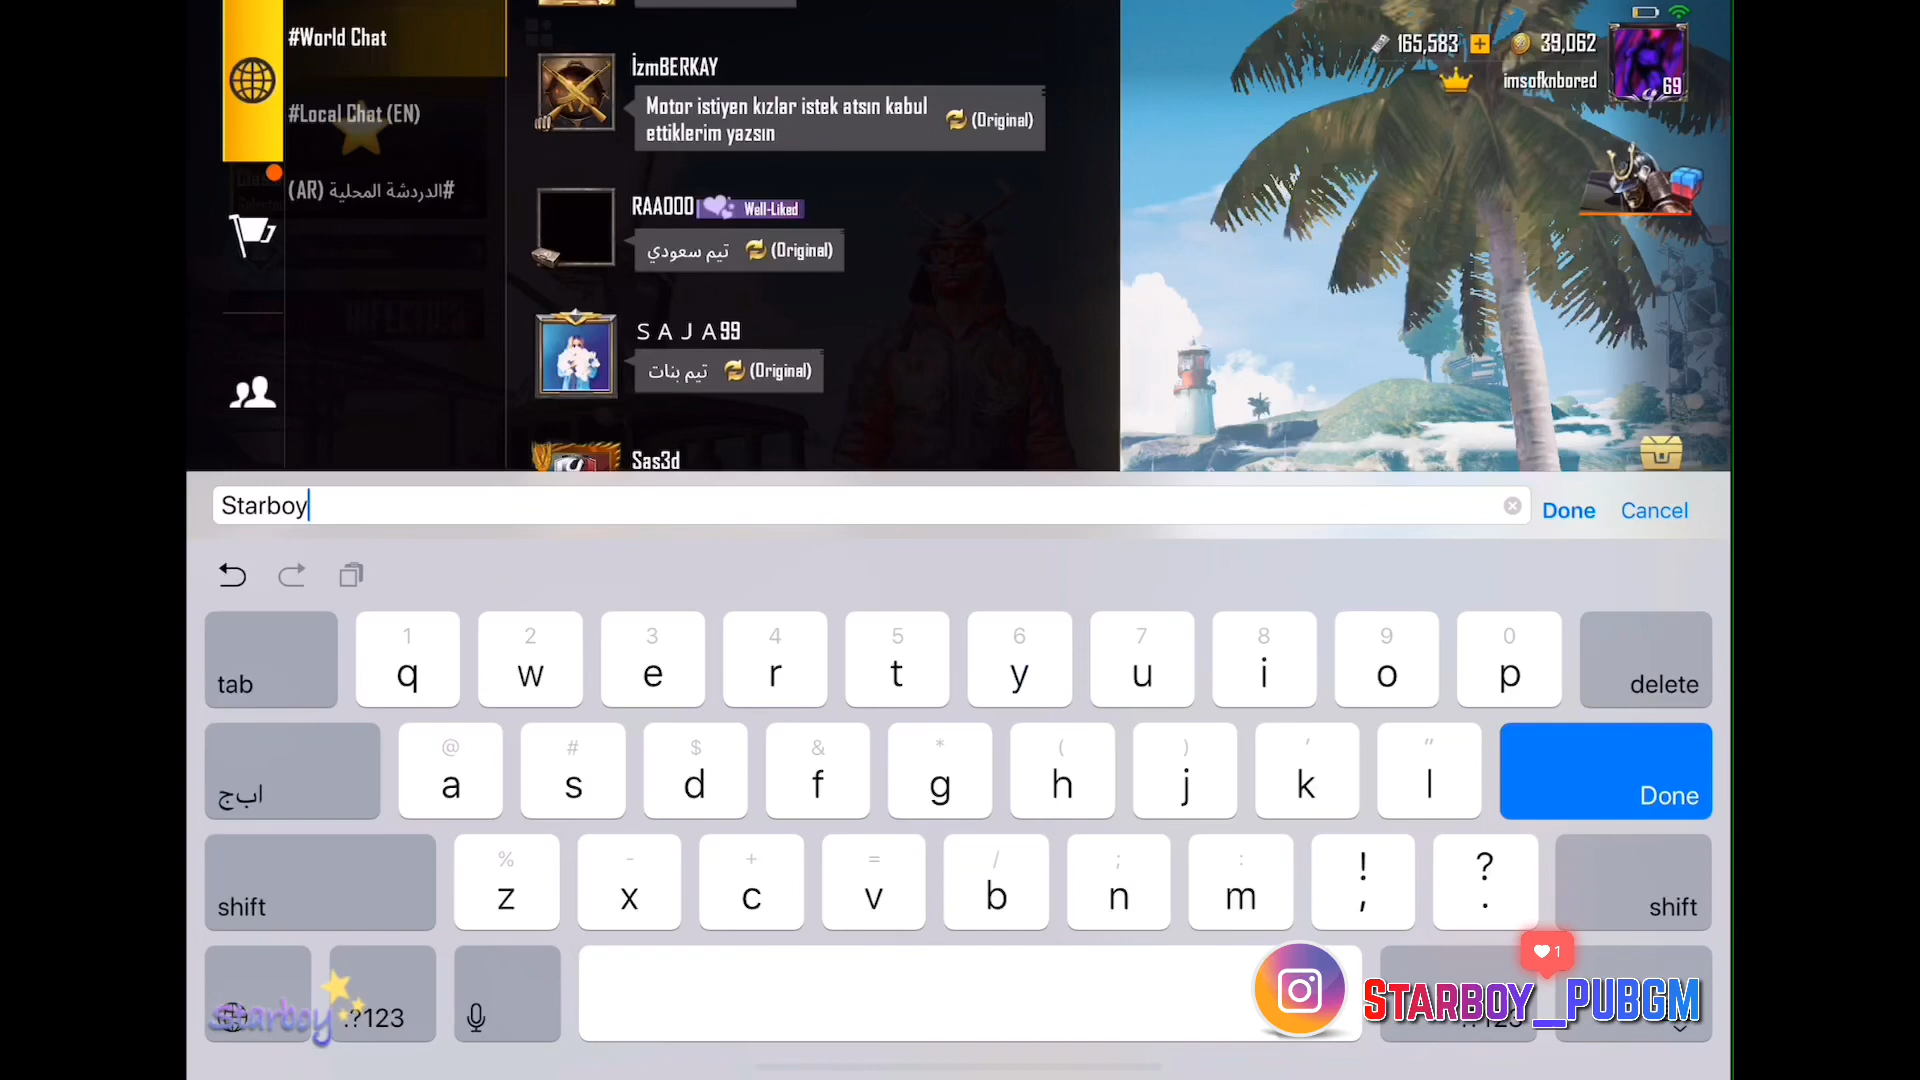 #World Chat
#Local Chat (EN)
#الدردشة المحلية (AR)
İzmBERKAY
Motor istiyen kızlar istek atsın kabul
ettiklerim yazsın
(Original)
RAAOOO
Well-Liked
تيم سعودي
(Original)
S A J A 99
تيم بنات
(Original)
Sas3d
165,583
39,062
imsofknbored
69
Starboy
Done
Cancel
tab
1 2 3 4 5 6 7 8 9 0
q w e r t y u i o p
delete
ابج
@ # $ & * ( ) ' "
a s d f g h j k l
Done
shift
% - + = / ; : ! ?
z x c v b n m , .
shift
Starboy
.?123
1
STARBOY_PUBGM
.?123